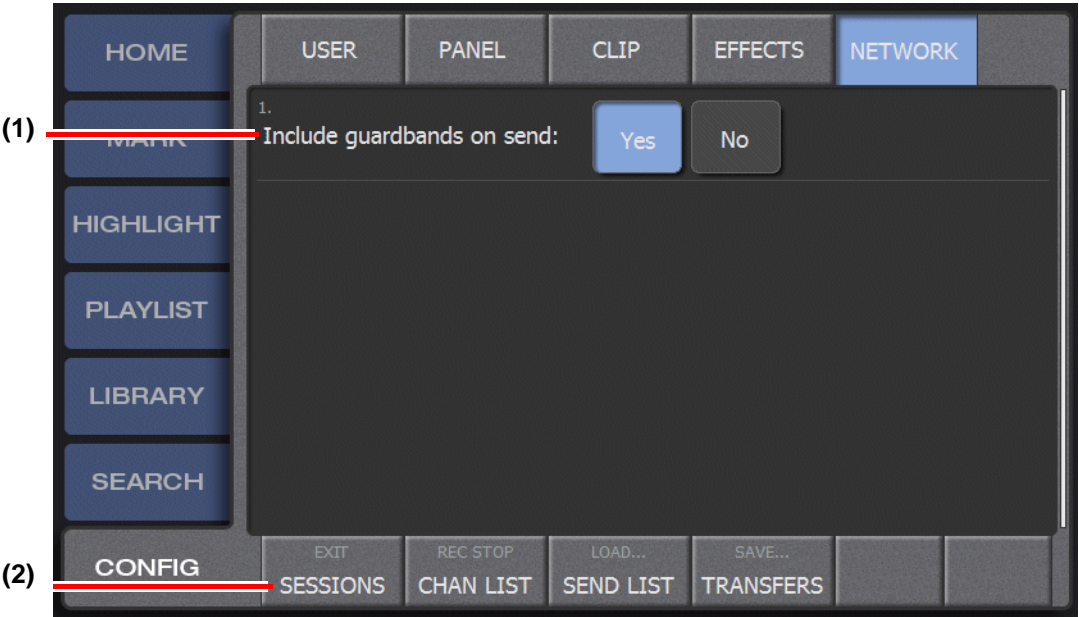 HOME
USER
PANEL
CLIP
EFFECTS
NETWORK
(1)
MARK
1.
Include guardbands on send:
Yes
No
HIGHLIGHT
PLAYLIST
LIBRARY
SEARCH
(2)
CONFIG
EXIT
SESSIONS
REC STOP
CHAN LIST
LOAD...
SEND LIST
SAVE...
TRANSFERS